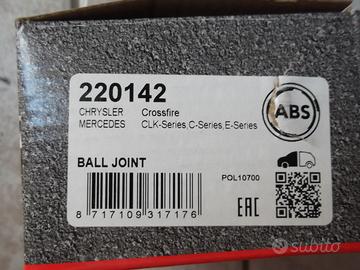 220142
CHRYSLER Crossfire
MERCEDES CLK-Series,C-Series,E-Series
ABS
BALL JOINT
POL10700
8 717109 317176
EAC
subito